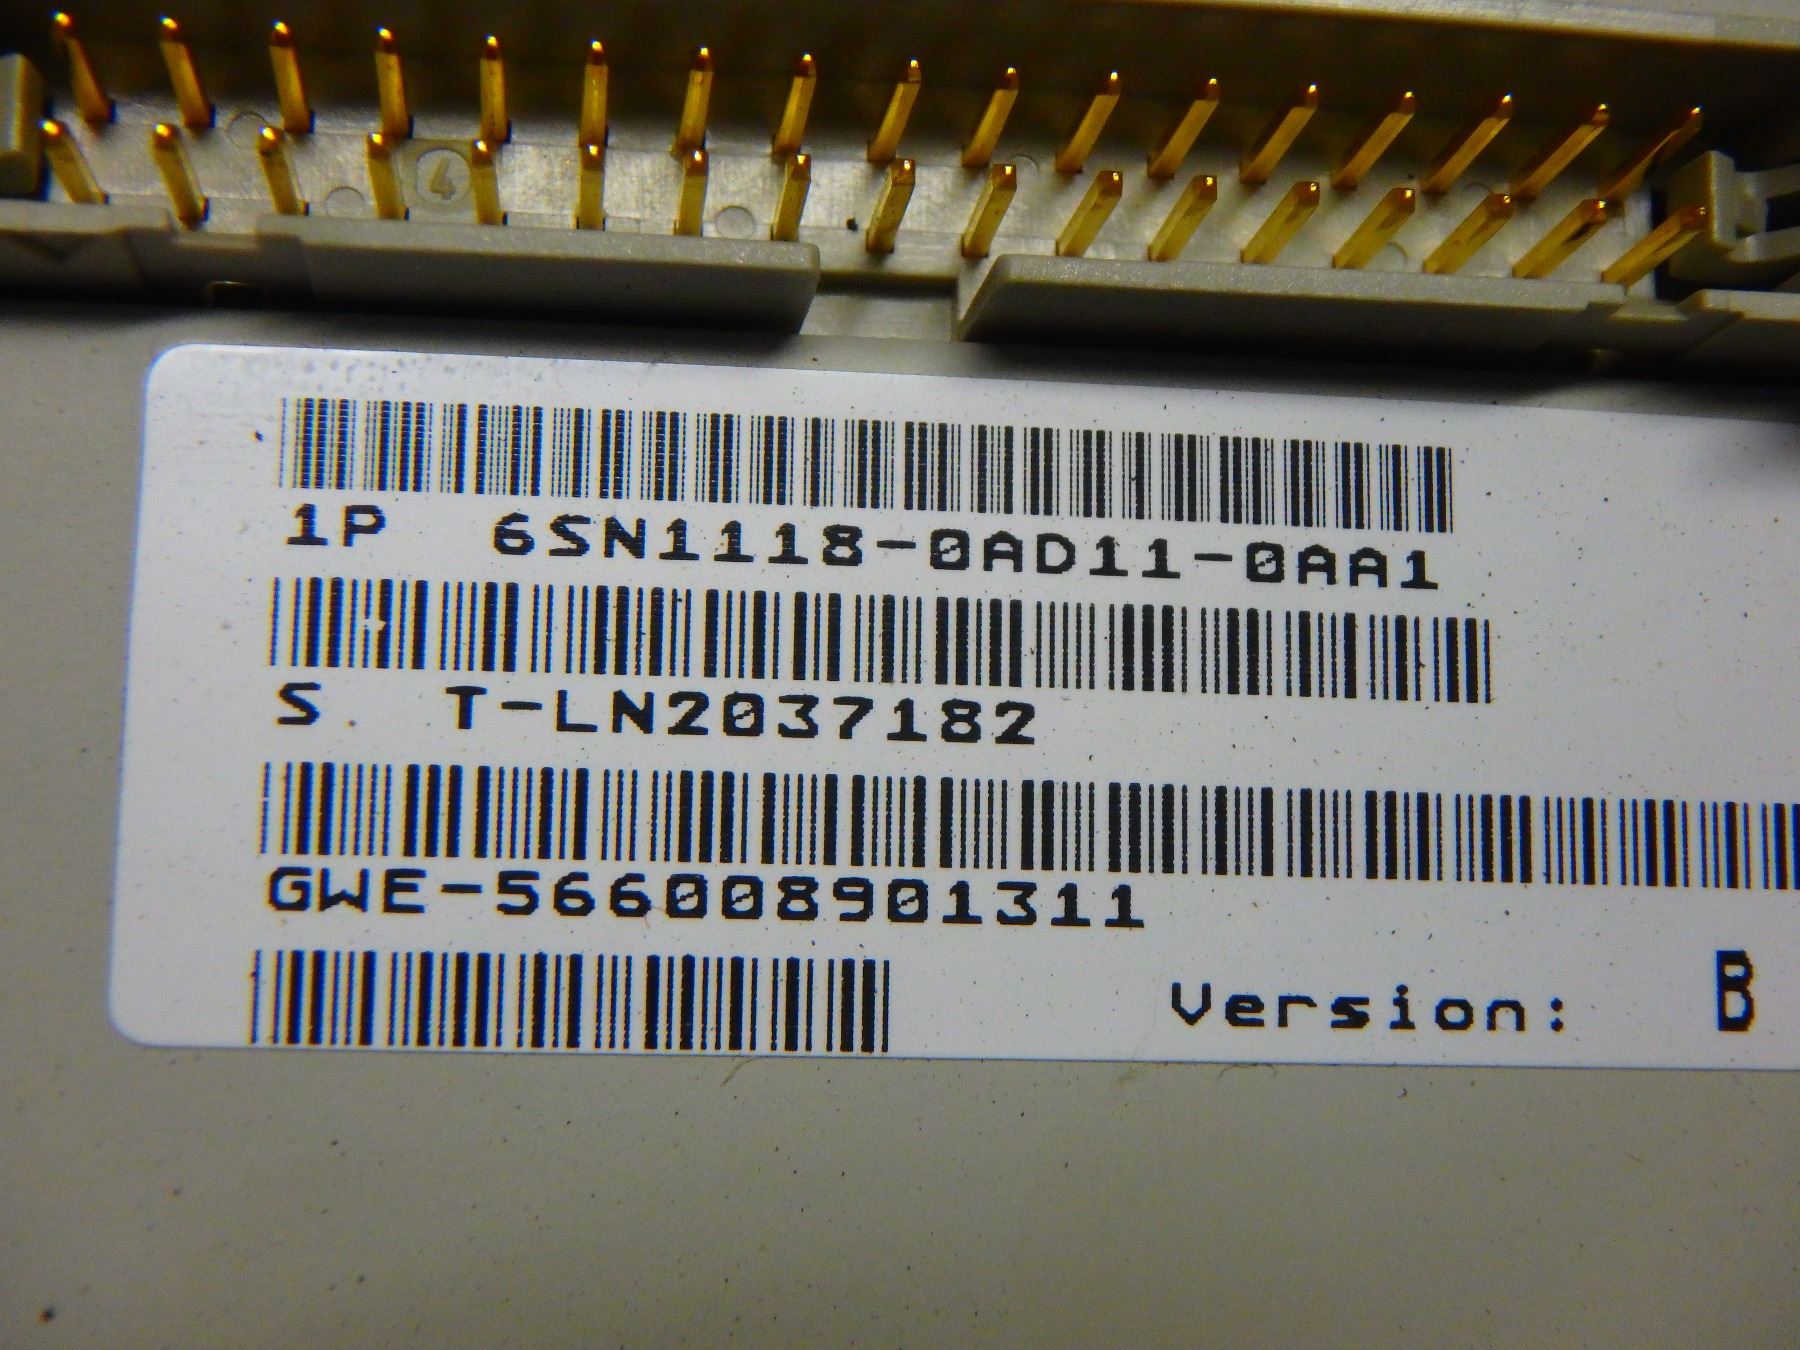 4
1P 6SN1118-0AD11-0AA1
S T-LN2037182
GWE-566008901311
Version: B